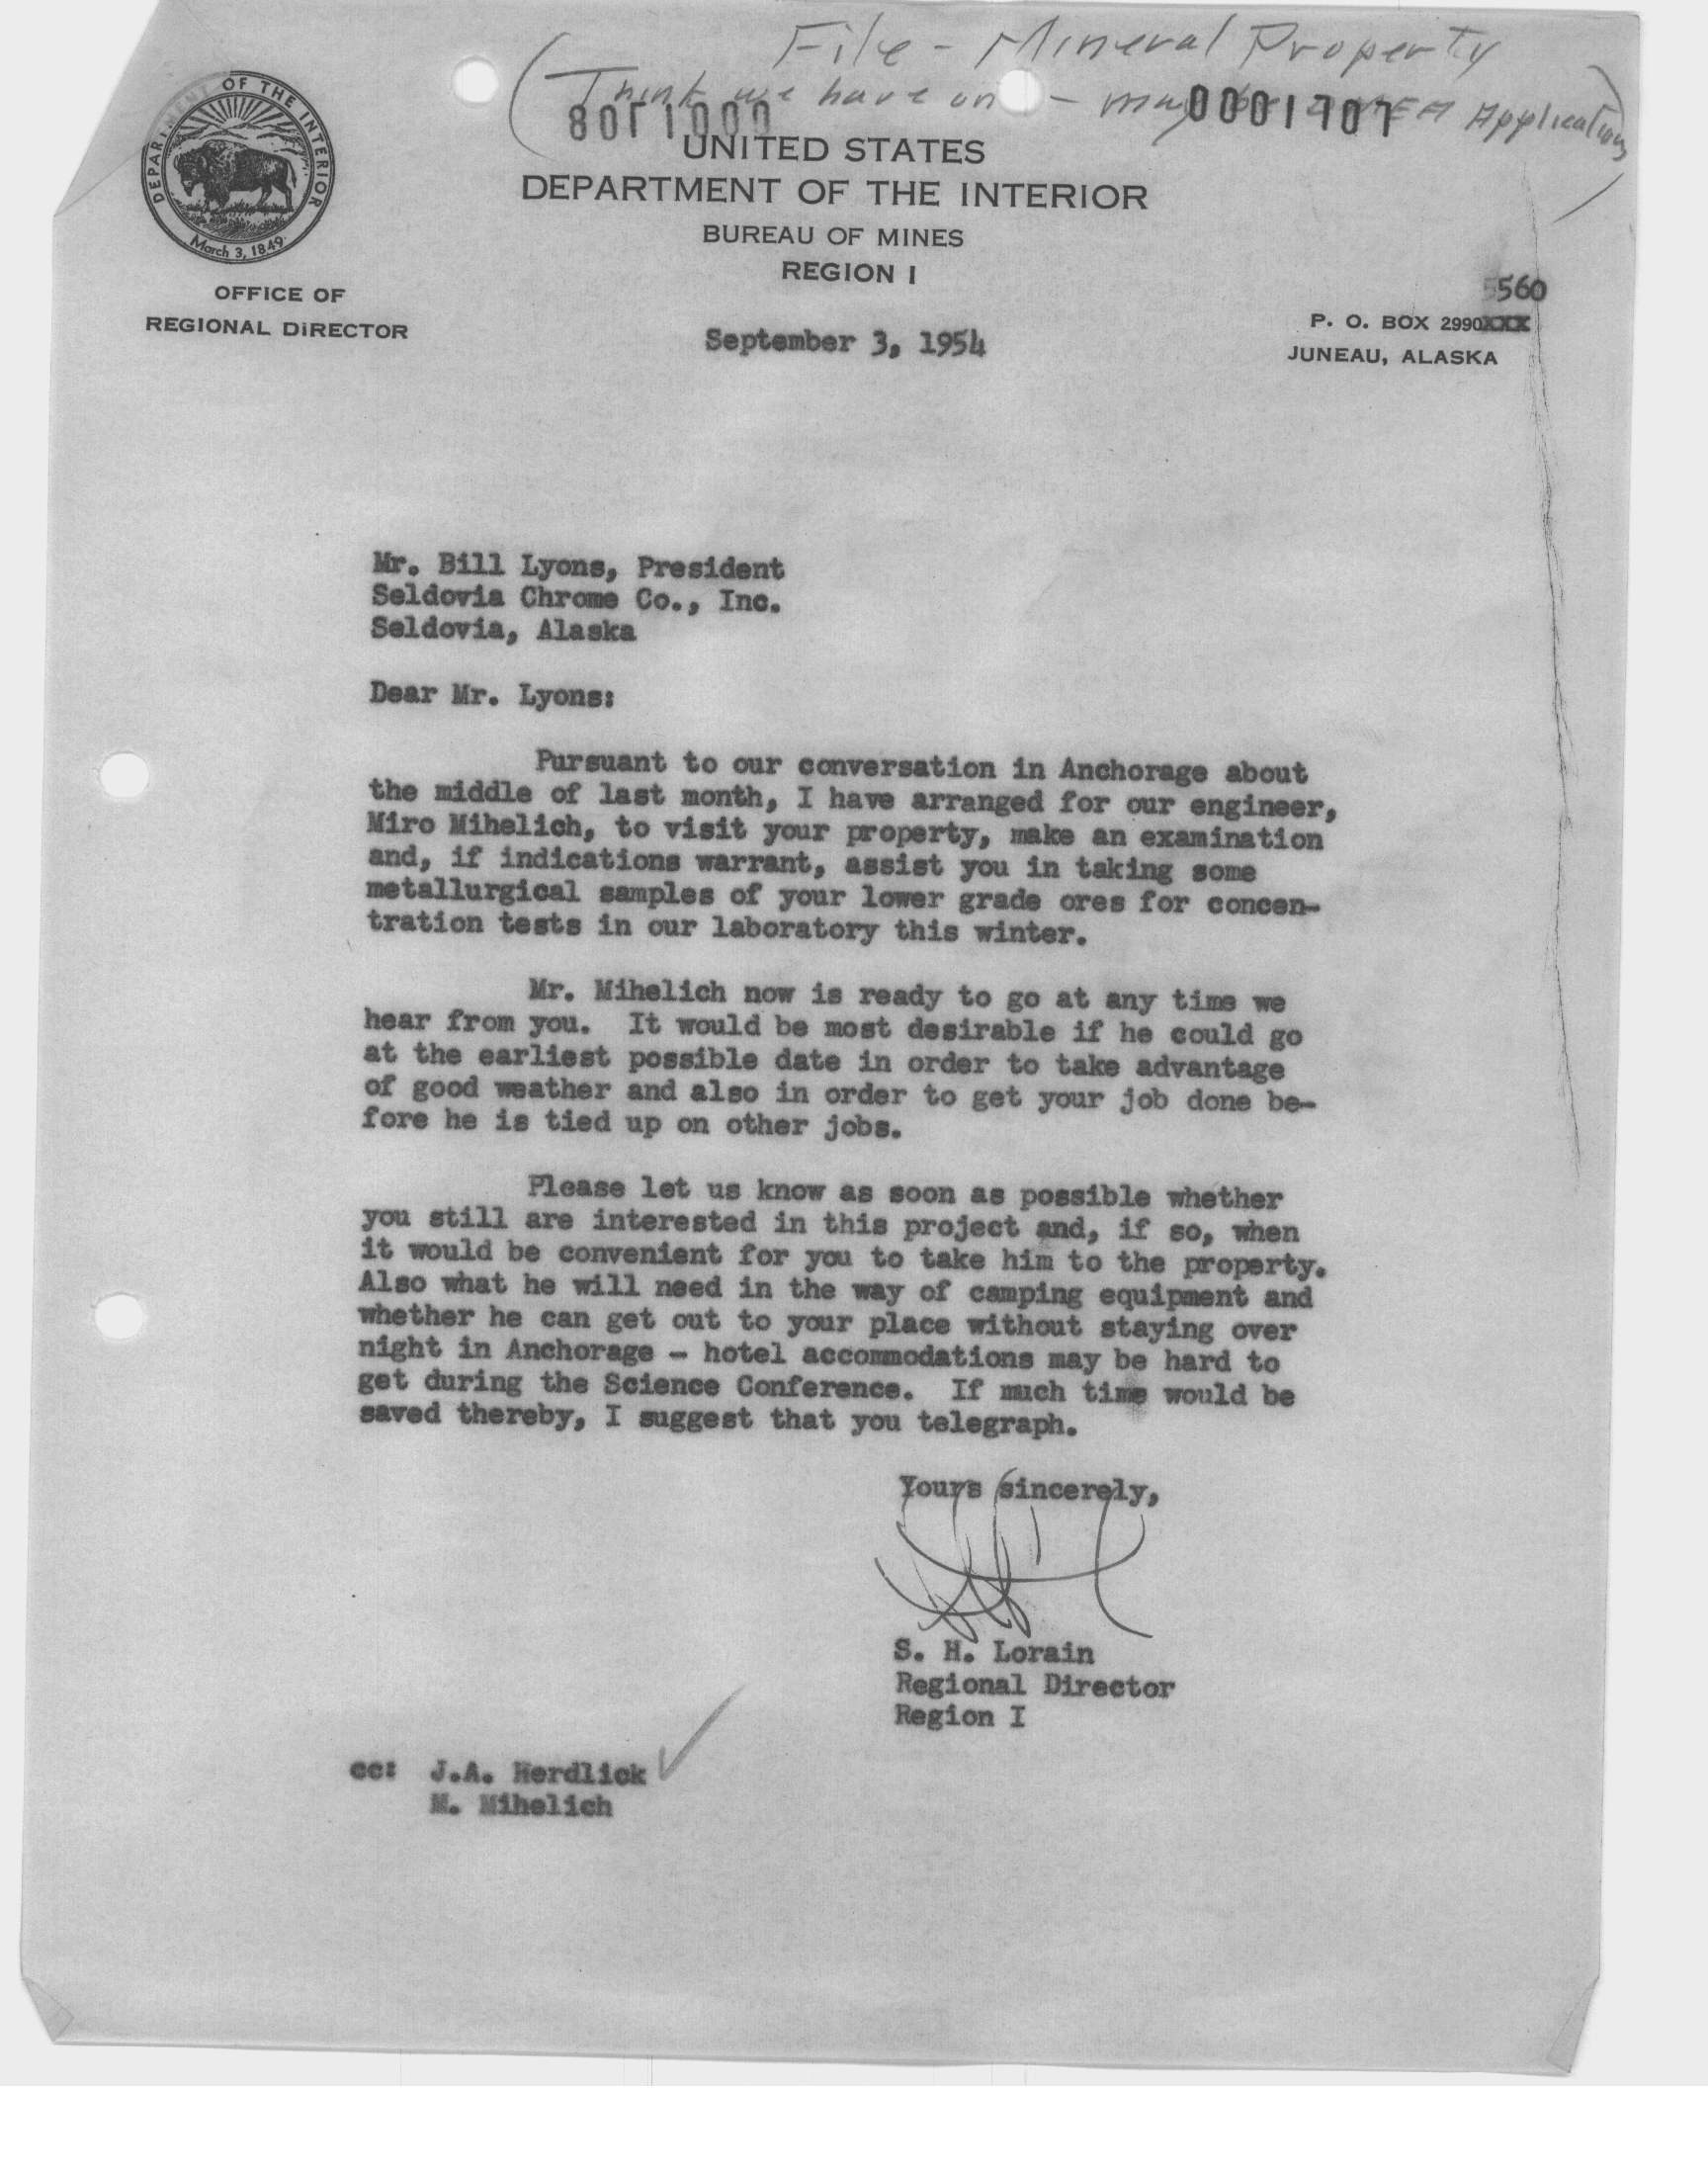 File - Mineral Property
(Think we have on - may Application)
0001707
UNITED STATES
DEPARTMENT OF THE INTERIOR
BUREAU OF MINES
REGION I
DEPARTMENT OF THE INTERIOR
March 3, 1849
OFFICE OF
REGIONAL DIRECTOR
September 3, 1954
5560
P. O. BOX 2990XXX
JUNEAU, ALASKA
Mr. Bill Lyons, President
Seldovia Chrome Co., Inc.
Seldovia, Alaska
Dear Mr. Lyons:
Pursuant to our conversation in Anchorage about
the middle of last month, I have arranged for our engineer,
Miro Mihelich, to visit your property, make an examination
and, if indications warrant, assist you in taking some
metallurgical samples of your lower grade ores for concen-
tration tests in our laboratory this winter.
Mr. Mihelich now is ready to go at any time we
hear from you. It would be most desirable if he could go
at the earliest possible date in order to take advantage
of good weather and also in order to get your job done be-
fore he is tied up on other jobs.
Please let us know as soon as possible whether
you still are interested in this project and, if so, when
it would be convenient for you to take him to the property.
Also what he will need in the way of camping equipment and
whether he can get out to your place without staying over
night in Anchorage - hotel accommodations may be hard to
get during the Science Conference. If much time would be
saved thereby, I suggest that you telegraph.
Yours sincerely,
S. H. Lorain
Regional Director
Region I
cc: J.A. Herdlick
M. Mihelich